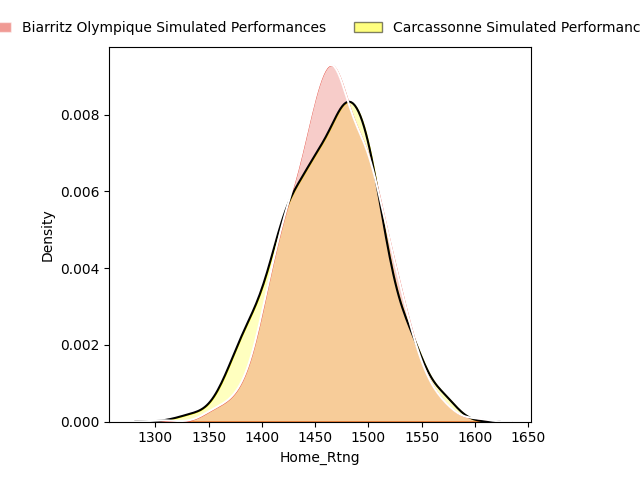 Biarritz Olympique Simulated Performances Carcassonne Simulated Performanc
0.008
0.006
0.004
0.002
0.000
Density
1300 1350 1400 1450 1500 1550 1600 1650
Home_Rtng